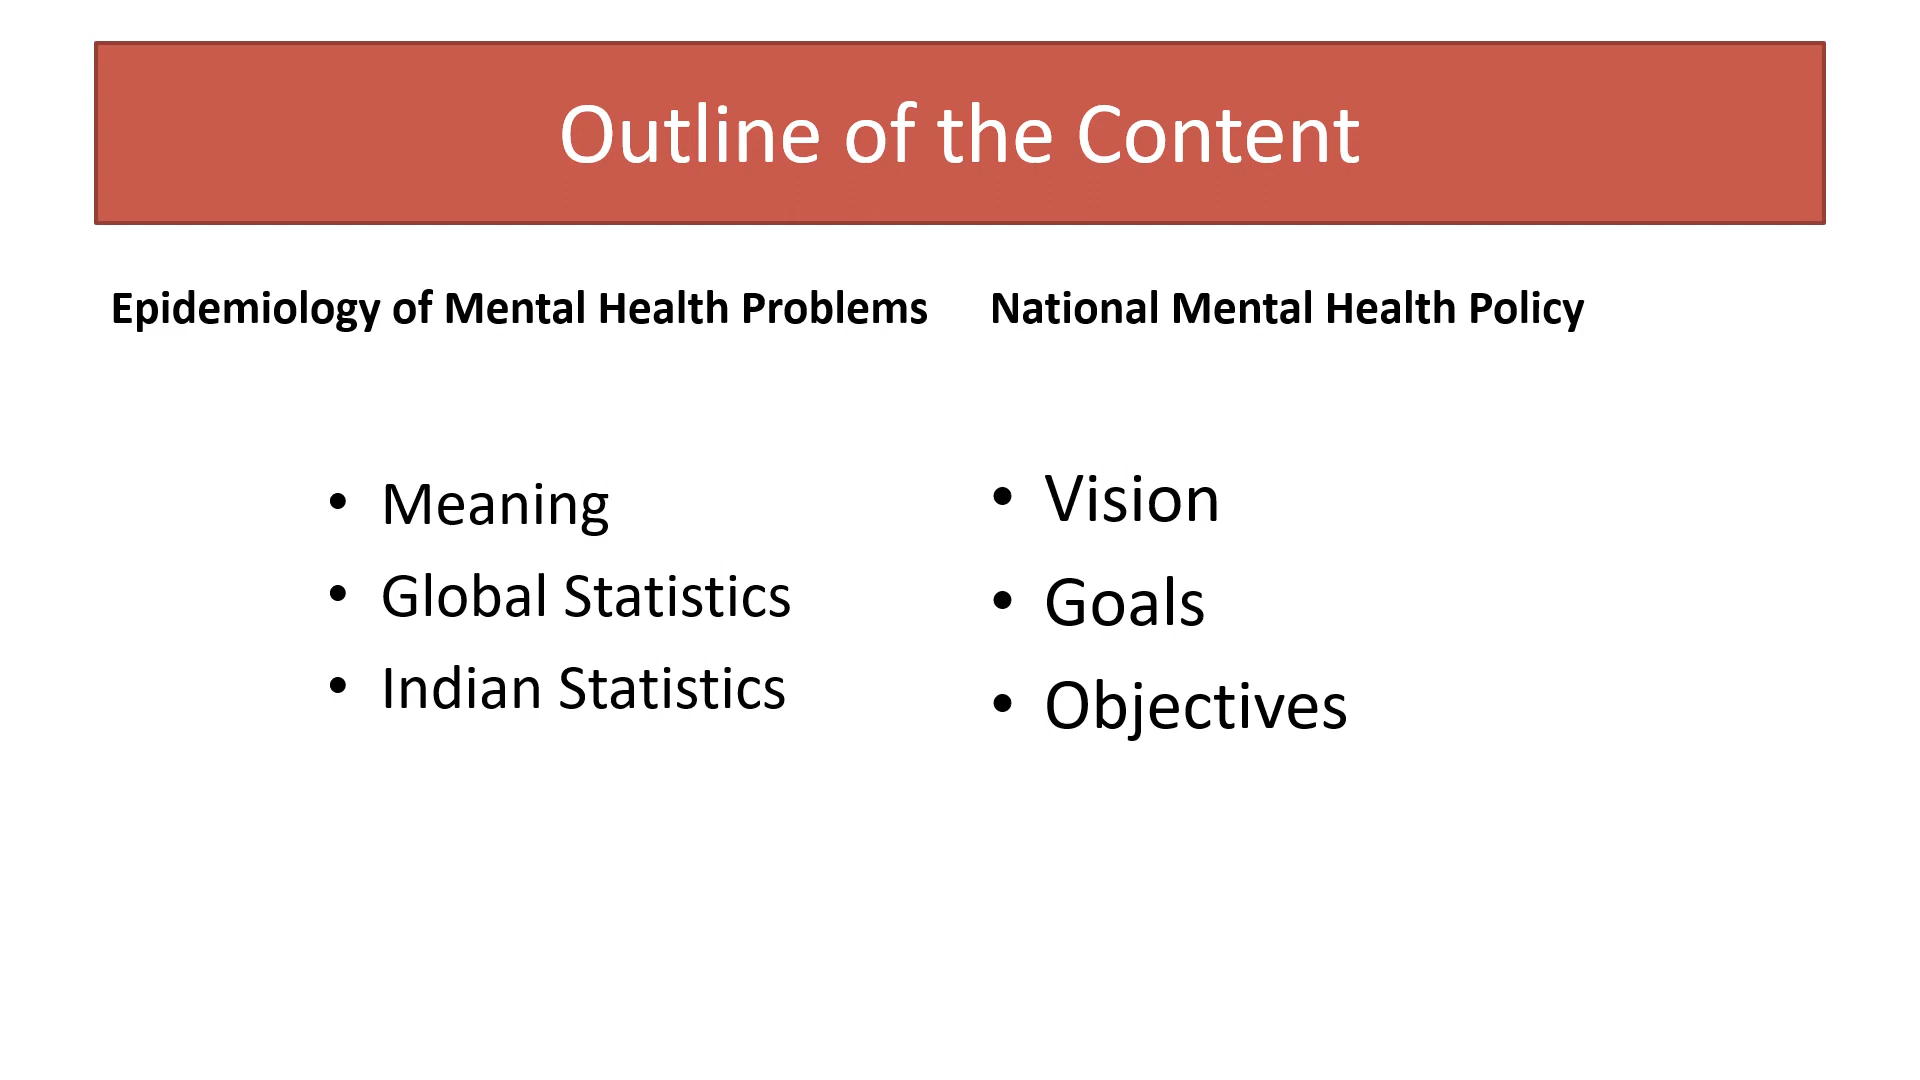 Outline of the Content
Epidemiology of Mental Health Problems
• Meaning
• Global Statistics
• Indian Statistics
National Mental Health Policy
• Vision
• Goals
• Objectives